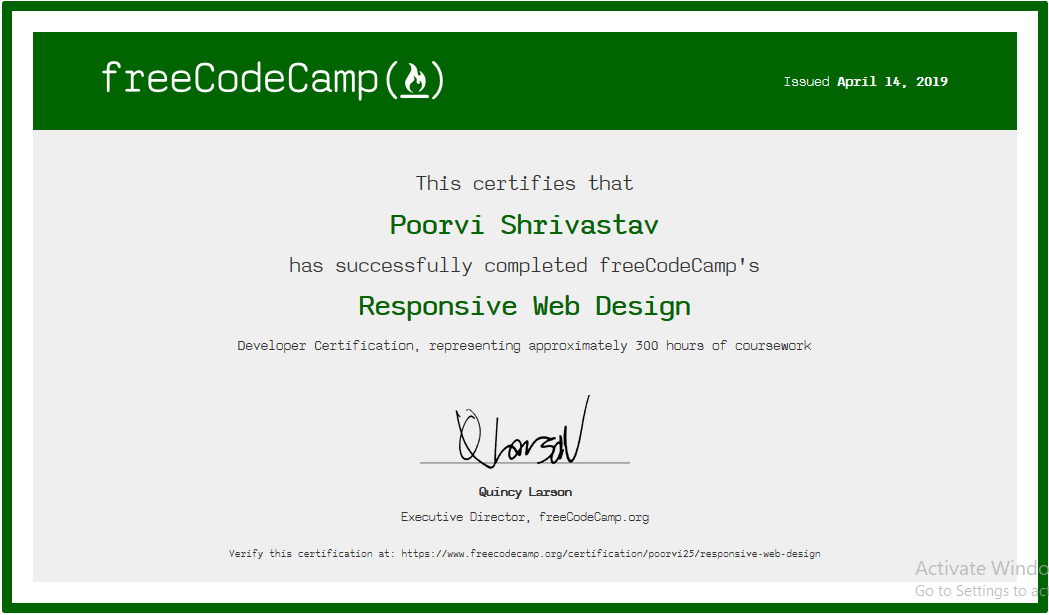 freeCodeCamp(🔥)
Issued April 14, 2019
This certifies that
Poorvi Shrivastav
has successfully completed freeCodeCamp's
Responsive Web Design
Developer Certification, representing approximately 300 hours of coursework
Q Larson
Quincy Larson
Executive Director, freeCodeCamp.org
Verify this certification at: https://www.freecodecamp.org/certification/poorvi25/responsive-web-design
Activate Windo
Go to Settings to ac